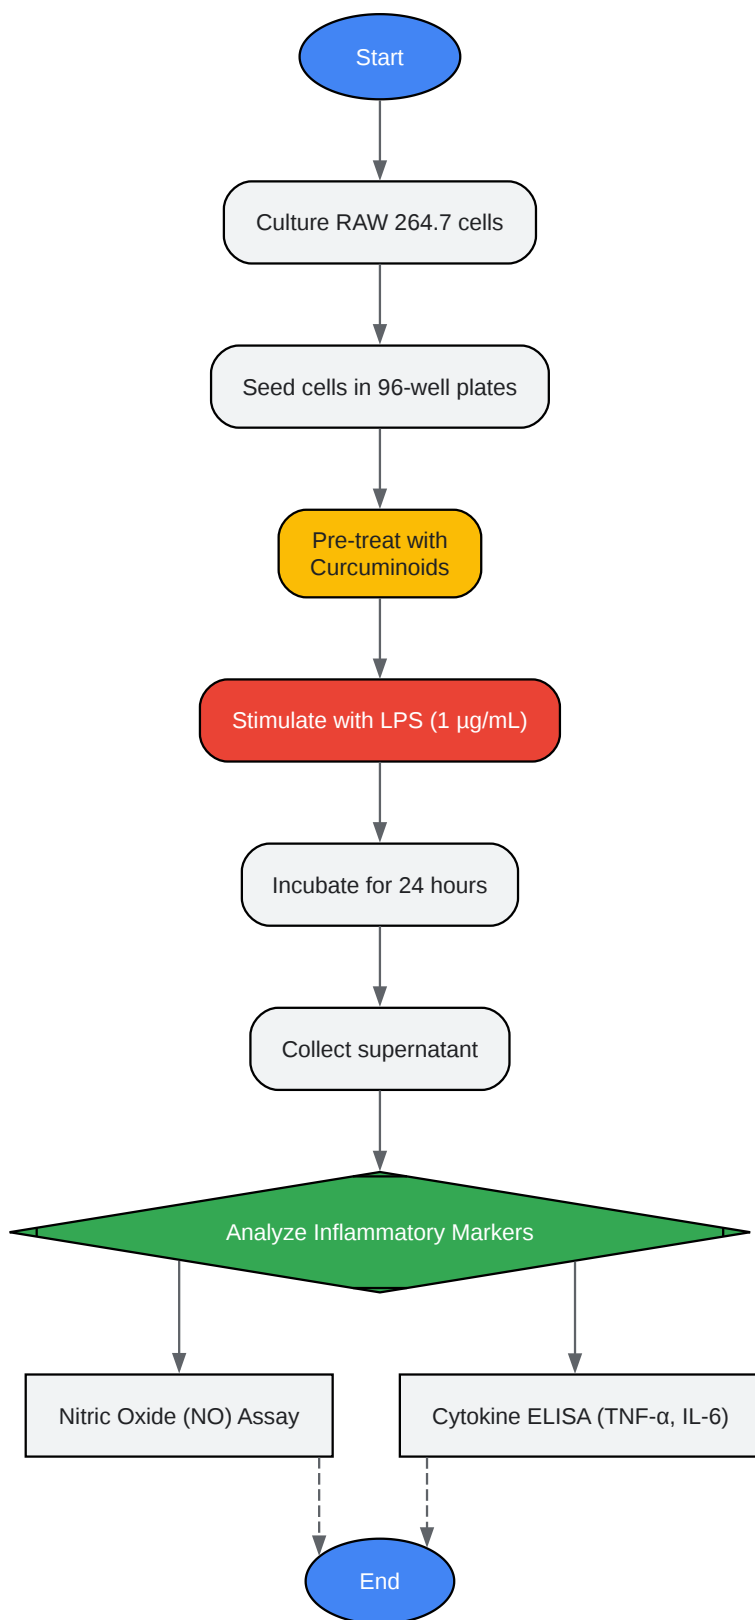 Start
Culture RAW 264.7 cells
Seed cells in 96-well plates
Pre-treat with
Curcuminoids
Stimulate with LPS (1 µg/mL)
Incubate for 24 hours
Collect supernatant
Analyze Inflammatory Markers
Nitric Oxide (NO) Assay
Cytokine ELISA (TNF-α, IL-6)
End